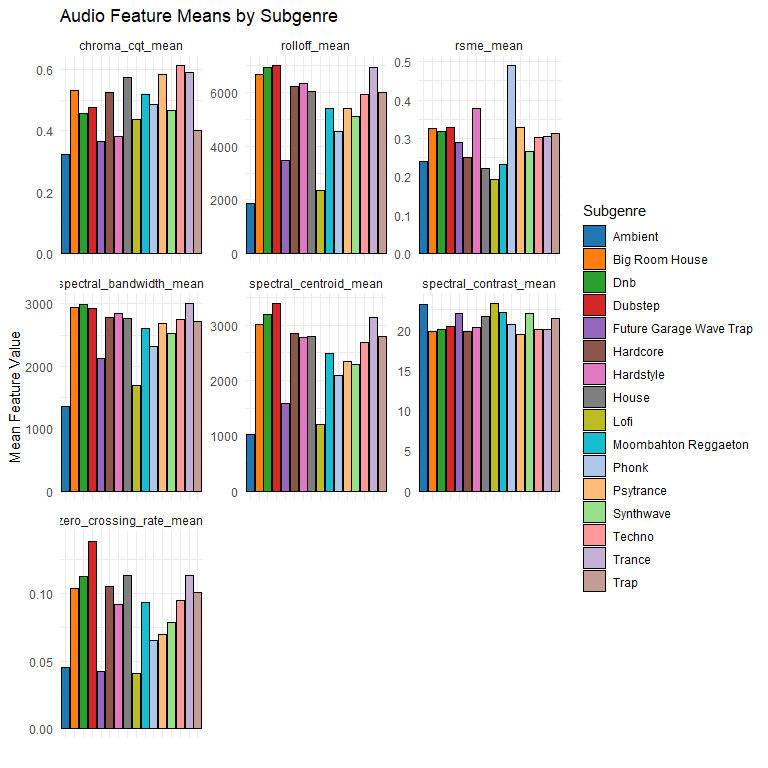 Audio Feature Means by Subgenre
chroma_cqt_mean
rolloff_mean
rsme_mean
0.6
0.4
0.2
0.0
6000
4000
2000
0
0.5
0.4
0.3
0.2
0.1
0.0
spectral_bandwidth_mean
spectral_centroid_mean
spectral_contrast_mean
3000
2000
1000
0
3000
2000
1000
0
20
15
10
5
0
zero_crossing_rate_mean
0.10
0.05
0.00
Mean Feature Value
Subgenre
Ambient
Big Room House
Dnb
Dubstep
Future Garage Wave Trap
Hardcore
Hardstyle
House
Lofi
Moombahton Reggaeton
Phonk
Psytrance
Synthwave
Techno
Trance
Trap